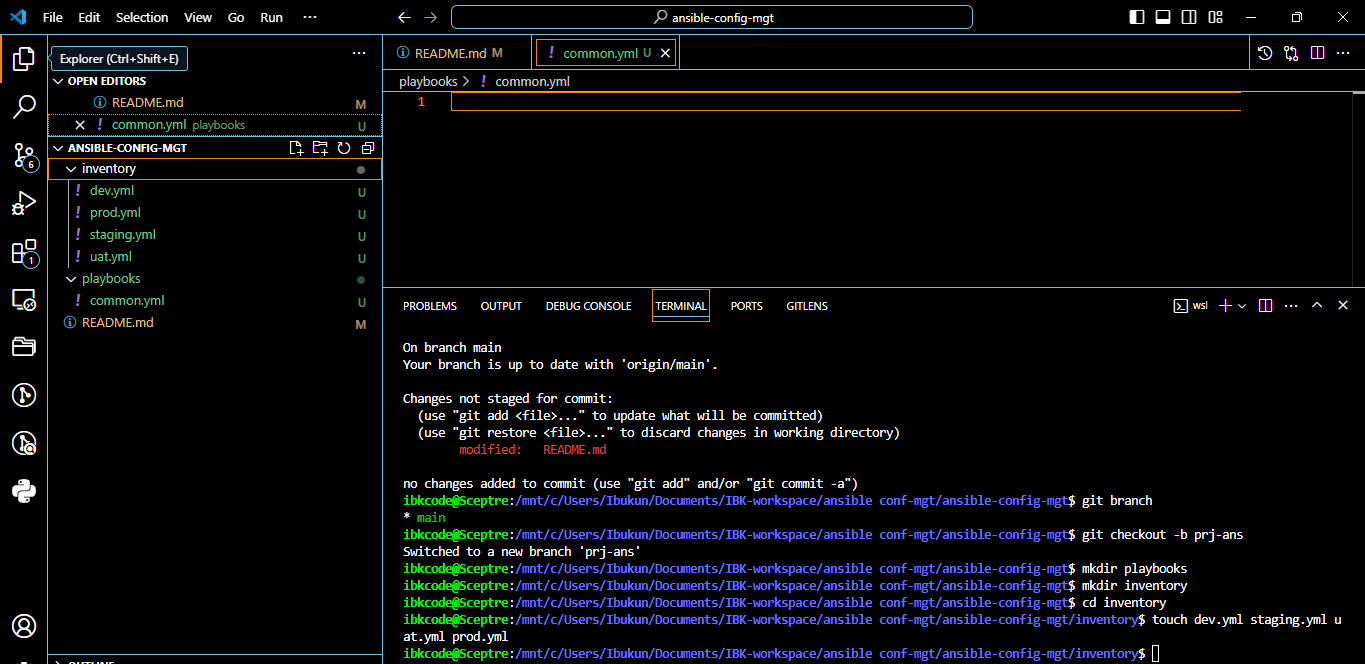 File Edit Selection View Go Run ···
ansible-config-mgt
Explorer (Ctrl+Shift+E)
OPEN EDITORS
README.md M
common.yml playbooks U
ANSIBLE-CONFIG-MGT
inventory
dev.yml U
prod.yml U
staging.yml U
uat.yml U
playbooks
common.yml U
README.md M
6
1
README.md M
common.yml U
playbooks > ! common.yml
1
PROBLEMS OUTPUT DEBUG CONSOLE TERMINAL PORTS GITLENS
wsl
On branch main
Your branch is up to date with 'origin/main'.
Changes not staged for commit:
(use "git add <file>..." to update what will be committed)
(use "git restore <file>..." to discard changes in working directory)
modified: README.md
no changes added to commit (use "git add" and/or "git commit -a")
ibkcode@Sceptre:/mnt/c/Users/Ibukun/Documents/IBK-workspace/ansible conf-mgt/ansible-config-mgt$ git branch
* main
ibkcode@Sceptre:/mnt/c/Users/Ibukun/Documents/IBK-workspace/ansible conf-mgt/ansible-config-mgt$ git checkout -b prj-ans
Switched to a new branch 'prj-ans'
ibkcode@Sceptre:/mnt/c/Users/Ibukun/Documents/IBK-workspace/ansible conf-mgt/ansible-config-mgt$ mkdir playbooks
ibkcode@Sceptre:/mnt/c/Users/Ibukun/Documents/IBK-workspace/ansible conf-mgt/ansible-config-mgt$ mkdir inventory
ibkcode@Sceptre:/mnt/c/Users/Ibukun/Documents/IBK-workspace/ansible conf-mgt/ansible-config-mgt$ cd inventory
ibkcode@Sceptre:/mnt/c/Users/Ibukun/Documents/IBK-workspace/ansible conf-mgt/ansible-config-mgt/inventory$ touch dev.yml staging.yml u
at.yml prod.yml
ibkcode@Sceptre:/mnt/c/Users/Ibukun/Documents/IBK-workspace/ansible conf-mgt/ansible-config-mgt/inventory$